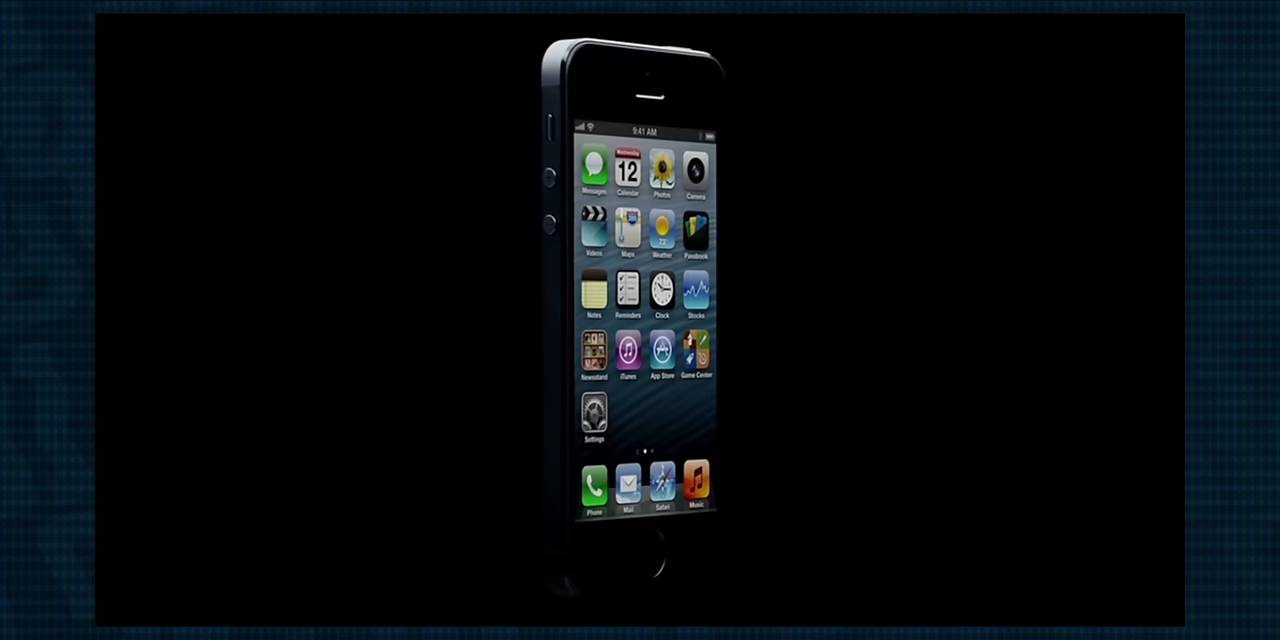 9:41 AM
Wednesday
12
Messages Calendar Photos Camera
73°
Videos Maps Weather Passbook
Notes Reminders Clock Stocks
Newsstand iTunes App Store Game Center
Settings
Phone Mail Safari Music